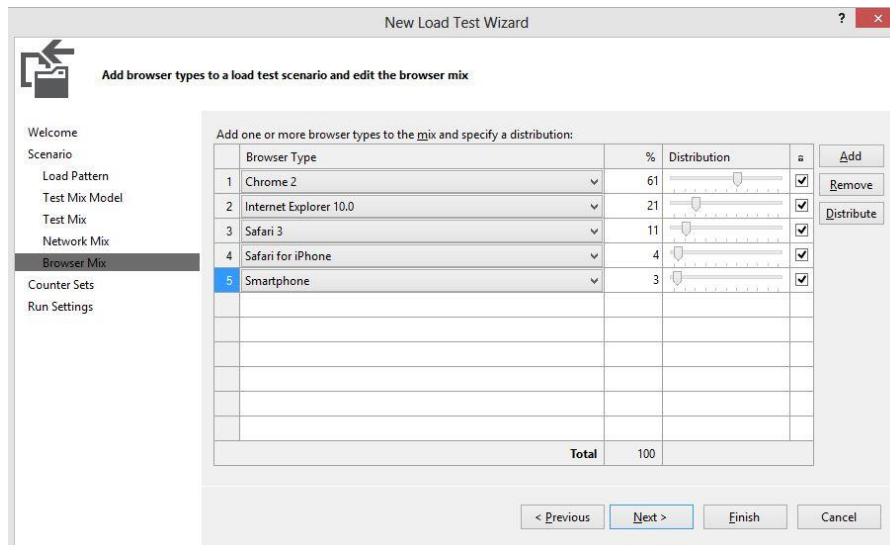 New Load Test Wizard
?
Add browser types to a load test scenario and edit the browser mix
Welcome
Scenario
Load Pattern
Test Mix Model
Test Mix
Network Mix
Browser Mix
Counter Sets
Run Settings
Add one or more browser types to the mix and specify a distribution:
Browser Type % Distribution
1 Chrome 2 61
2 Internet Explorer 10.0 21
3 Safari 3 11
4 Safari for iPhone 4
5 Smartphone 3
Total 100
Add
Remove
Distribute
< Previous Next > Finish Cancel